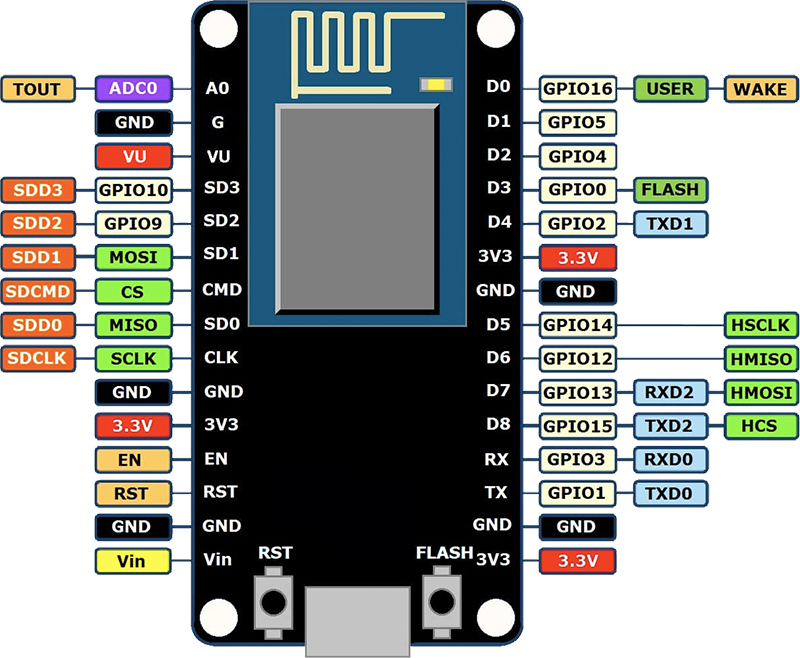 TOUT ADC0 A0 D0 GPIO16 USER WAKE
GND G D1 GPIO5
VU VU D2 GPIO4
SDD3 GPIO10 SD3 D3 GPIO0 FLASH
SDD2 GPIO9 SD2 D4 GPIO2 TXD1
SDD1 MOSI SD1 3V3 3.3V
SDCMD CS CMD GND GND
SDD0 MISO SD0 D5 GPIO14 HSCLK
SDCLK SCLK CLK D6 GPIO12 HMISO
GND GND D7 GPIO13 RXD2 HMOSI
3.3V 3V3 D8 GPIO15 TXD2 HCS
EN EN RX GPIO3 RXD0
RST RST TX GPIO1 TXD0
GND GND GND GND
Vin Vin RST FLASH 3V3 3.3V